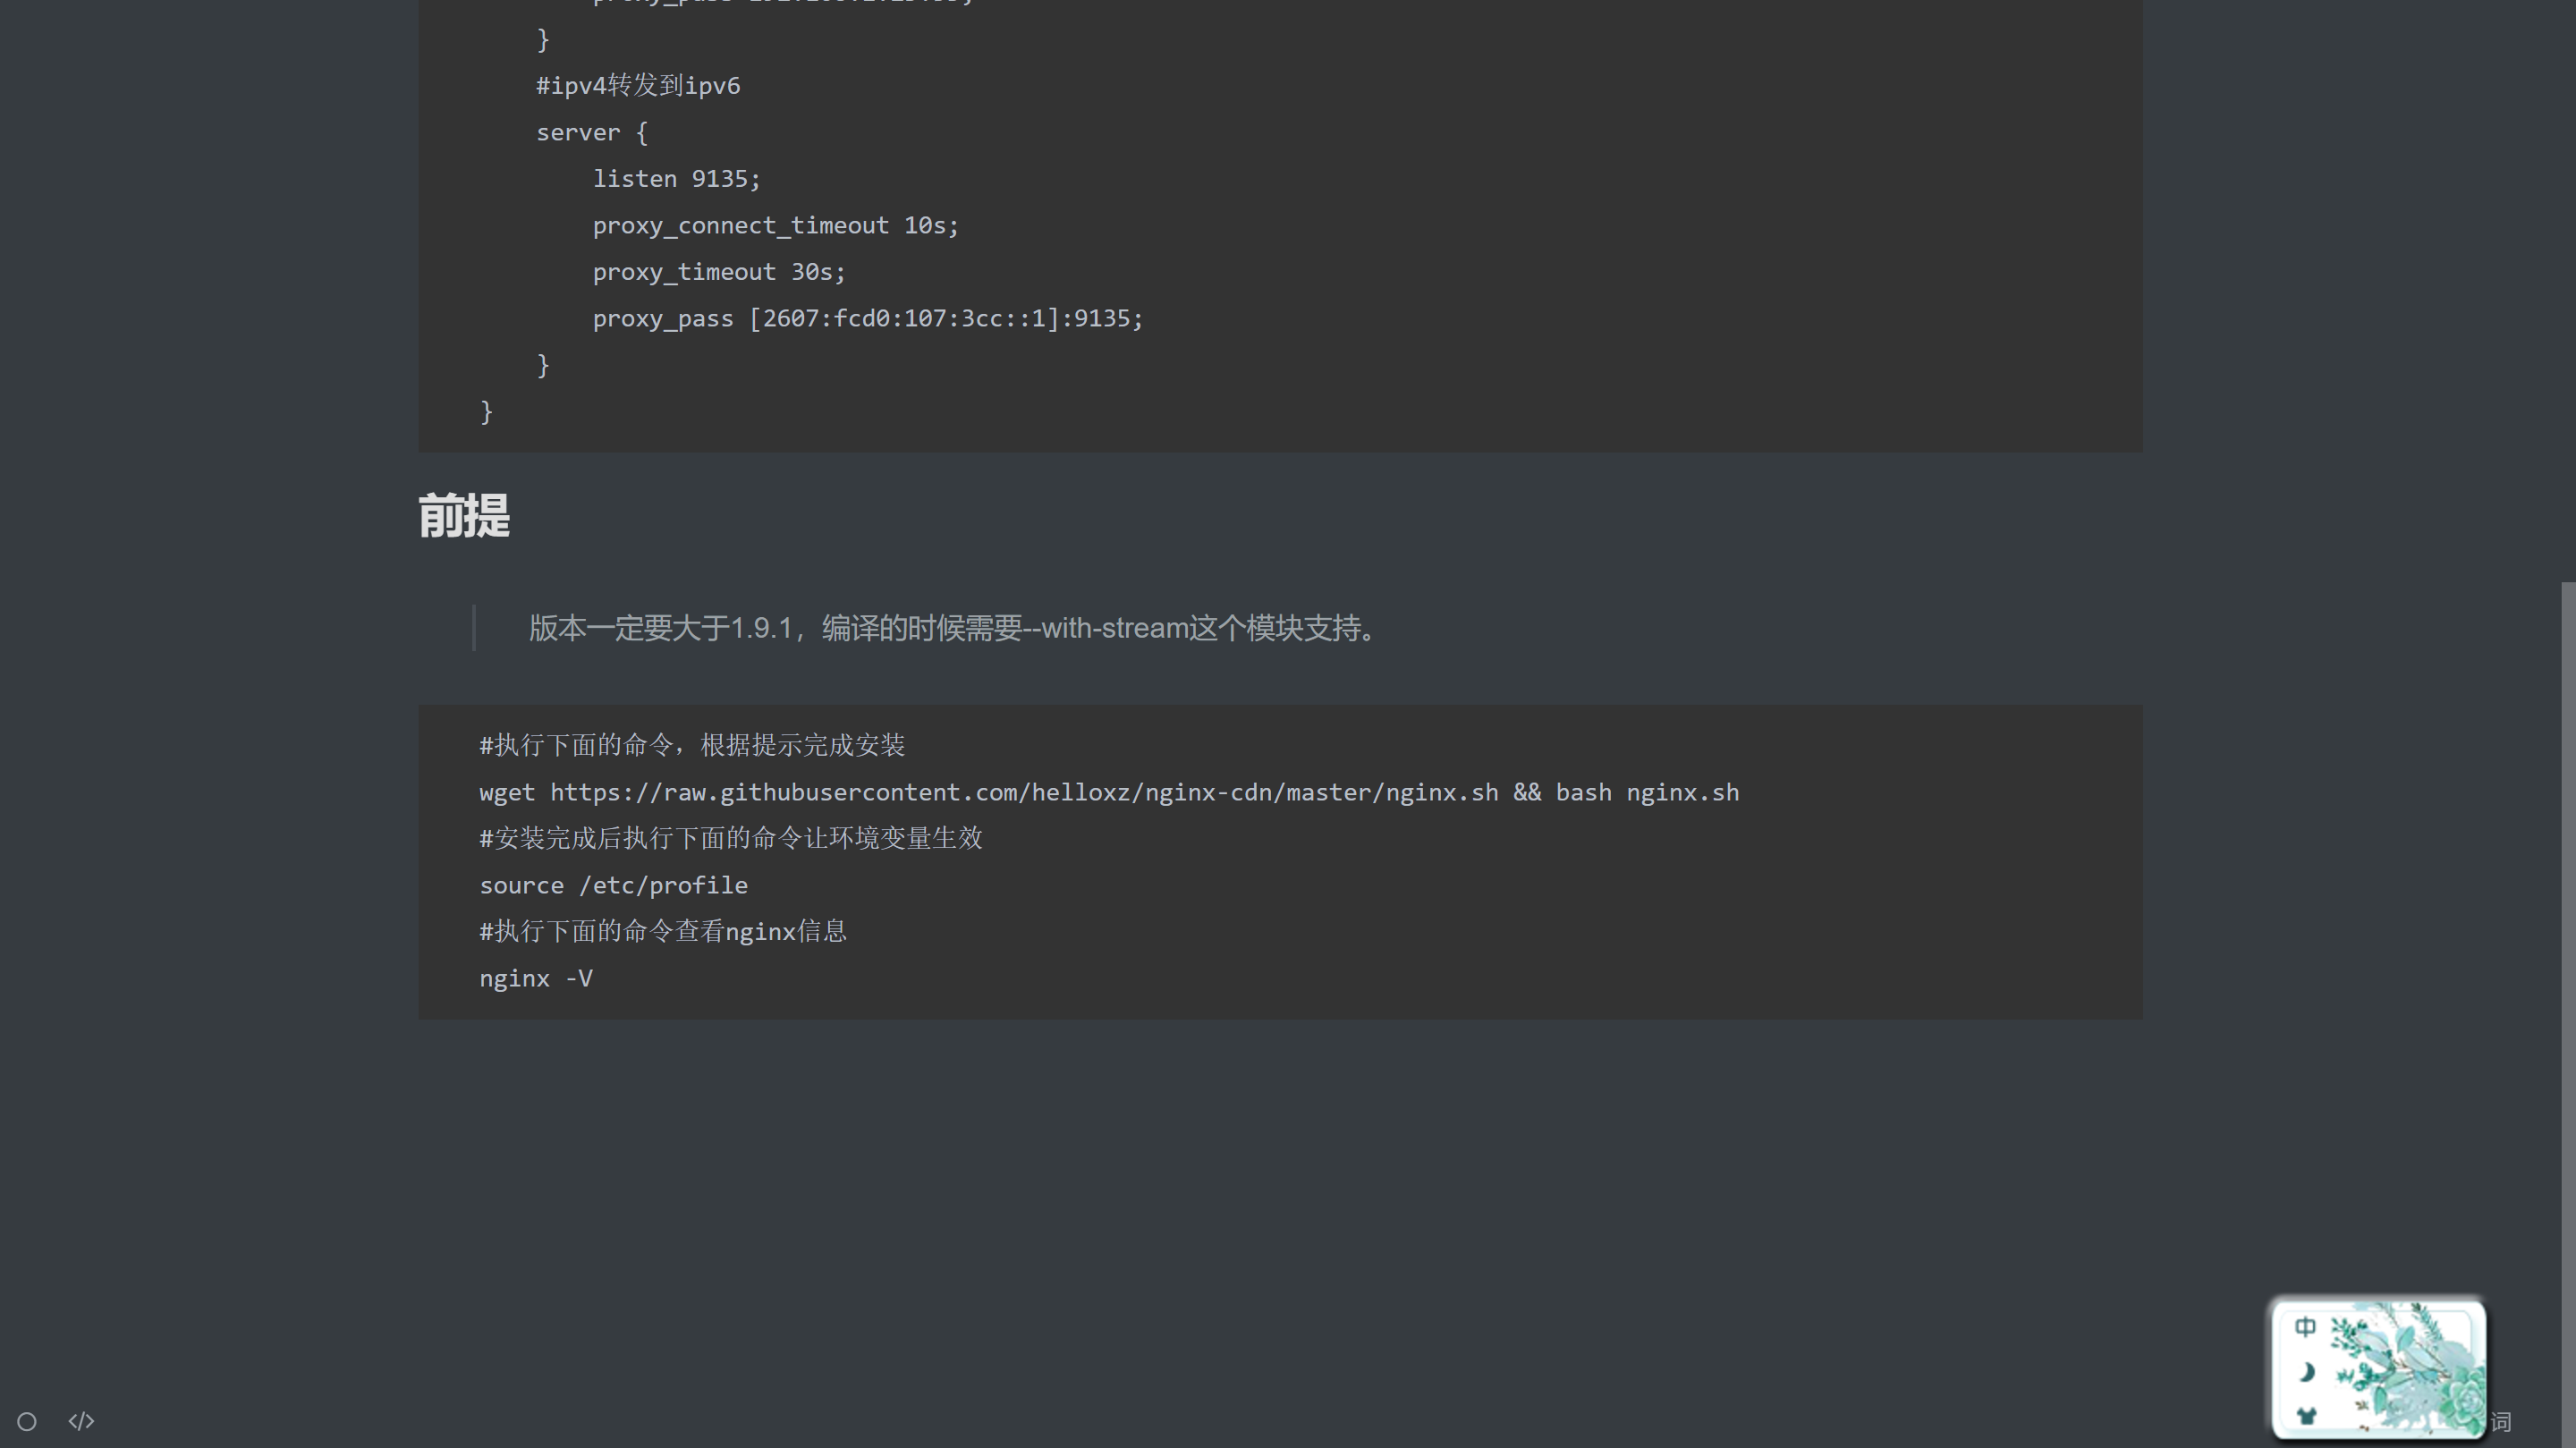 }
#ipv4转发到ipv6
server {
listen 9135;
proxy_connect_timeout 10s;
proxy_timeout 30s;
proxy_pass [2607:fcd0:107:3cc::1]:9135;
}
}
前提
版本一定要大于1.9.1，编译的时候需要--with-stream这个模块支持。
#执行下面的命令，根据提示完成安装
wget https://raw.githubusercontent.com/helloxz/nginx-cdn/master/nginx.sh && bash nginx.sh
#安装完成后执行下面的命令让环境变量生效
source /etc/profile
#执行下面的命令查看nginx信息
nginx -V
中
</>
词